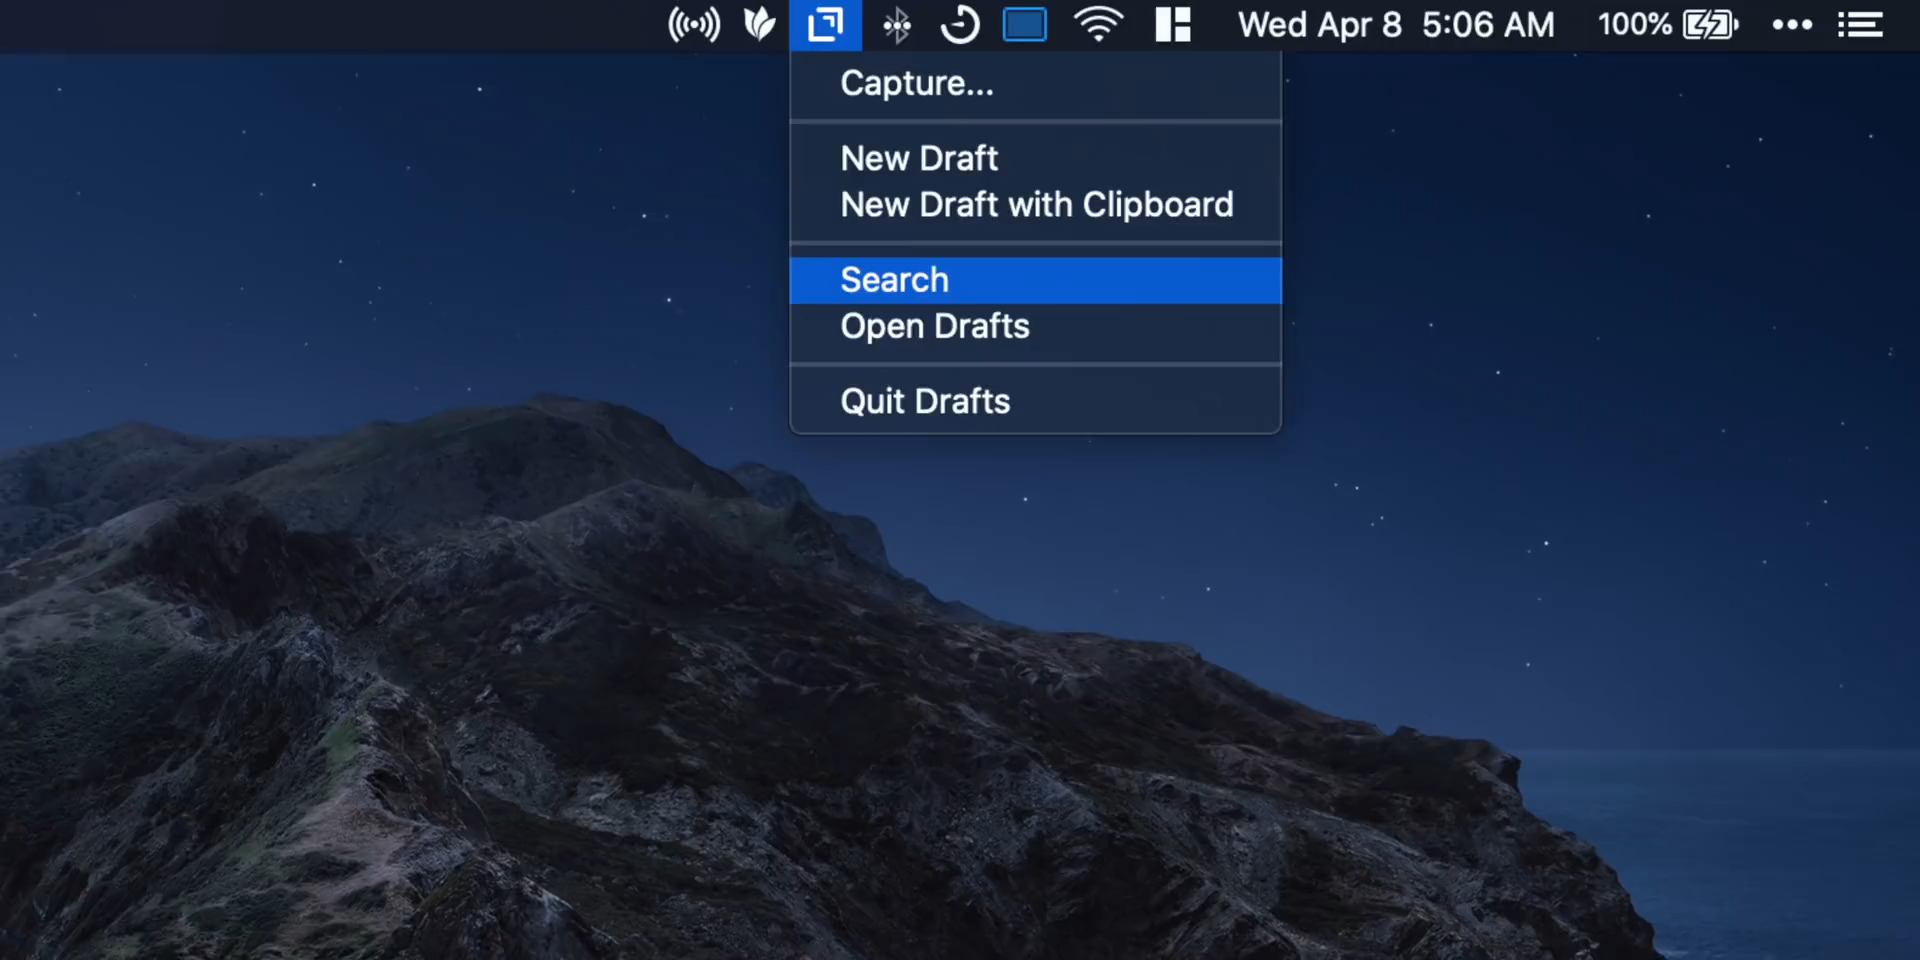 Wed Apr 8 5:06 AM 100%
Capture...
New Draft
New Draft with Clipboard
Search
Open Drafts
Quit Drafts